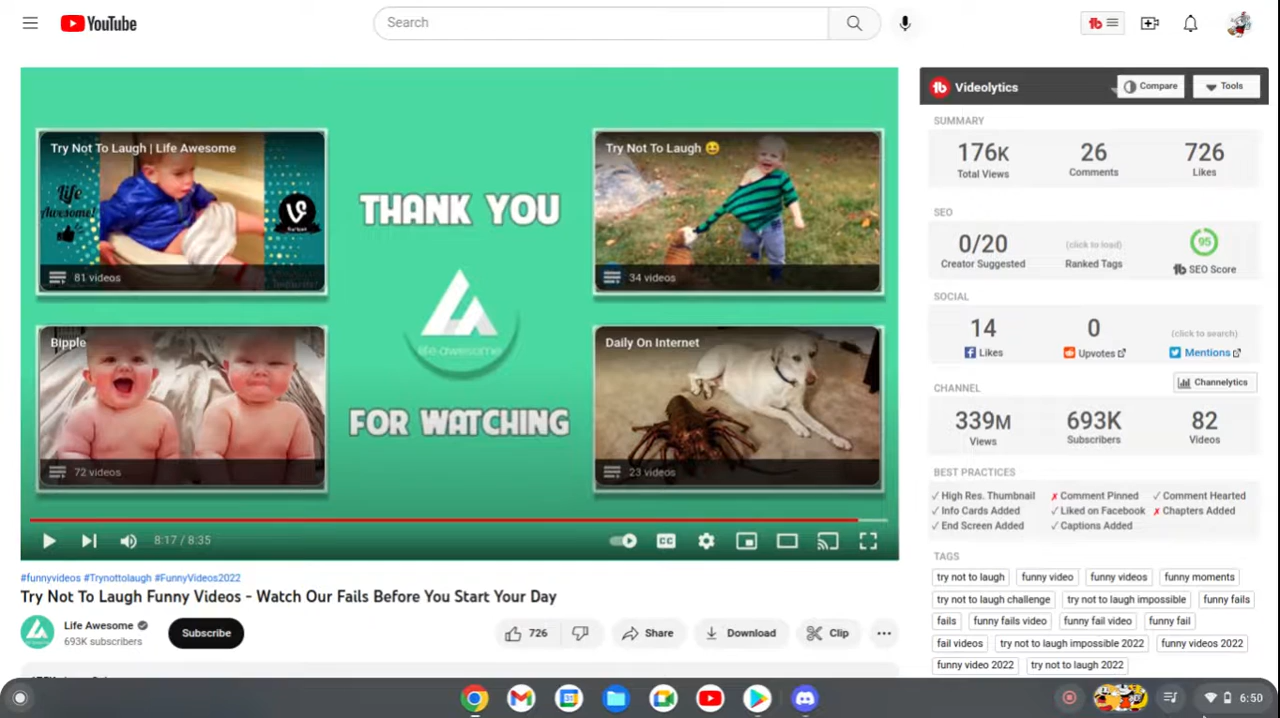 YouTube
Search
Try Not To Laugh | Life Awesome
Life
Awesome!
81 videos
THANK YOU
Try Not To Laugh 😆
34 videos
life awesome
Bipple
72 videos
FOR WATCHING
Daily On Internet
23 videos
8:17 / 8:35
CC
#funnyvideos #Trynottolaugh #FunnyVideos2022
Try Not To Laugh Funny Videos - Watch Our Fails Before You Start Your Day
Life Awesome
693K subscribers
Subscribe
726
Share
Download
Clip
Videolytics
Compare
Tools
SUMMARY
176K 26 726
Total Views Comments Likes
SEO
0/20 (click to load) 95
Creator Suggested Ranked Tags SEO Score
SOCIAL
14 0 (click to search)
Likes Upvotes Mentions
CHANNEL
Channelytics
339M 693K 82
Views Subscribers Videos
BEST PRACTICES
✓ High Res. Thumbnail ✗ Comment Pinned ✓ Comment Hearted
✓ Info Cards Added ✓ Liked on Facebook ✗ Chapters Added
✓ End Screen Added ✓ Captions Added
TAGS
try not to laugh funny video funny videos funny moments
try not to laugh challenge try not to laugh impossible funny fails
fails funny fails video funny fail video funny fail
fail videos try not to laugh impossible 2022 funny videos 2022
funny video 2022 try not to laugh 2022
6:50